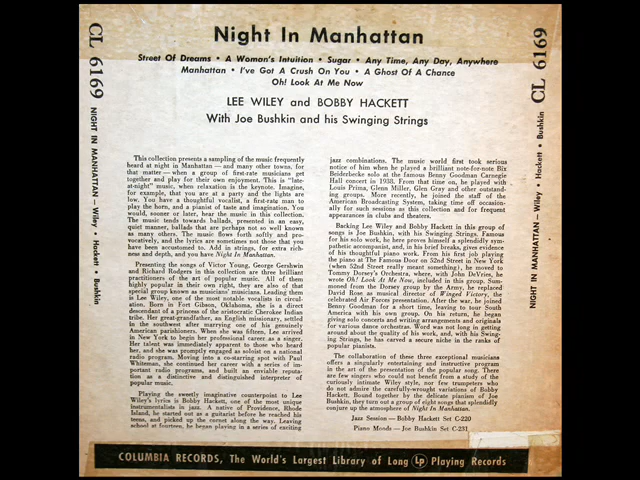 Night In Manhattan
Street Of Dreams • A Woman's Intuition • Sugar • Any Time, Any Day, Anywhere
Manhattan • I've Got A Crush On You • A Ghost Of A Chance
Oh! Look At Me Now
LEE WILEY and BOBBY HACKETT
With Joe Bushkin and his Swinging Strings
CL 6169
NIGHT IN MANHATTAN — Wiley • Hackett • Bushkin
This collection presents a sampling of the music frequently
heard at night in Manhattan — and many other towns, for
that matter — when a group of first-rate musicians get
together and play for their own enjoyment. This is "late-
at-night" music, when relaxation is the keynote. Imagine,
for example, that you are at a party and the lights are
low. You have a thoughtful vocalist, a first-rate man to
play the horn, and a pianist of taste and imagination. You
would, sooner or later, hear the music in this collection.
The music tends towards ballads, presented in an easy,
quiet manner, ballads that are perhaps not so well known
as many others. The music flows forth softly and pro-
vocatively, and the lyrics are sometimes not those that you
have been accustomed to. Add in strings, for extra rich-
ness and depth, and you have Night In Manhattan.
Presenting the songs of Victor Young, George Gershwin
and Richard Rodgers in this collection are three brilliant
practitioners of the art of popular music. All of them
highly popular in their own right, they are also of that
special group known as musicians' musicians. Leading them
is Lee Wiley, one of the most notable vocalists in circul-
ation. Born in Fort Gibson, Oklahoma, she is a direct
descendant of a princess of the aristocratic Cherokee Indian
tribe. Her great-grandfather, an English missionary, settled
in the southwest after marrying one of his genuinely
American parishioners. When she was fifteen, Lee arrived
in New York to begin her professional career as a singer.
Her talent was immediately apparent to those who heard
her, and she was promptly engaged as soloist on a national
radio program. Moving into a co-starring spot with Paul
Whiteman, she continued her career with a series of im-
portant radio programs, and built an enviable reputa-
tion as a distinctive and distinguished interpreter of
popular music.
Playing the sweetly imaginative counterpoint to Lee
Wiley's lyrics is Bobby Hackett, one of the most unique
instrumentalists in jazz. A native of Providence, Rhode
Island, he started out as a guitarist before he reached his
teens, and picked up the cornet along the way. Leaving
school at fourteen, he began playing in a series of exciting
jazz combinations. The music world first took serious
notice of him when he played a brilliant note-for-note Bix
Beiderbecke solo at the famous Benny Goodman Carnegie
Hall concert in 1938. From that time on, he played with
Louis Prima, Glenn Miller, Glen Gray and other outstand-
ing groups. More recently, he joined the staff of the
American Broadcasting System, taking time off occasion-
ally for such sessions as this collection and for frequent
appearances in clubs and theaters.
Backing Lee Wiley and Bobby Hackett in this group of
songs is Joe Bushkin, with his Swinging Strings. Famous
for his solo work, he here proves himself a splendidly sym-
pathetic accompanist, and, in his brief breaks, gives evidence
of his thoughtful piano work. From his first job playing
the piano at The Famous Door on 52nd Street in New York
(when 52nd Street really meant something), he moved to
Tommy Dorsey's Orchestra, where, with John DeVries, he
wrote Oh! Look At Me Now, included in this group. Sum-
moned from the Dorsey group by the Army, he replaced
David Rose as musical director of Winged Victory, the
celebrated Air Forces presentation. After the war, he joined
Benny Goodman for a short time, leaving to tour South
America with his own group. On his return, he began
giving solo concerts and writing arrangements and originals
for various dance orchestras. Word was not long in getting
around about the quality of his work, and, with his Swing-
ing Strings, he has carved a secure niche in the ranks of
popular pianists.
The collaboration of these three exceptional musicians
offers a singularly entertaining and instructive program
in the art of the presentation of the popular song. There
are few singers who could not benefit from a study of the
curiously intimate Wiley style, nor few trumpeters who
do not admire the carefully-wrought variations of Bobby
Hackett. Bound together by the delicate pianism of Joe
Bushkin, they turn out a group of eight songs that splendidly
conjure up the atmosphere of Night In Manhattan.
Jazz Session — Bobby Hackett Set C-220
Piano Moods — Joe Bushkin Set C-231
CL 6169
NIGHT IN MANHATTAN — Wiley • Hackett • Bushkin
COLUMBIA RECORDS, The World's Largest Library of Long Lp Playing Records